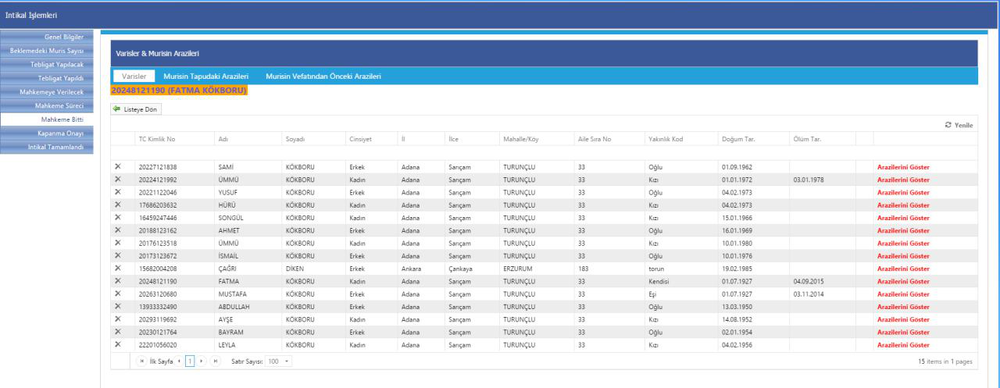 Intikal Işlemleri
Genel Bilgiler
Beklemedeki Muris Sayısı
Tebligat Yapılacak
Tebligat Yapıldı
Mahkemeye Verilecek
Mahkeme Süreci
Mahkeme Bitti
Kapanma Onayı
Intikal Tamamlandı
Varisler & Murisin Arazileri
Varisler Murisin Tapudaki Arazileri Murisin Vefatından Önceki Arazileri
20248121190 (FATMA KÖKBORU)
Listeye Dön
Yenile
TC Kimlik No Adı Soyadı Cinsiyet İl İlce Mahalle/Köy Aile Sıra No Yakınlık Kod Doğum Tar. Ölüm Tar.
20227121838 SAMİ KÖKBORU Erkek Adana Sarıçam TURUNÇLU 33 Oğlu 01.09.1962 Arazilerini Göster
20224121992 ÜMMÜ KÖKBORU Kadın Adana Sarıçam TURUNÇLU 33 Kızı 01.01.1972 03.01.1978 Arazilerini Göster
20221122046 YUSUF KÖKBORU Erkek Adana Sarıçam TURUNÇLU 33 Oğlu 04.02.1973 Arazilerini Göster
17686203632 HÜRÜ KÖKBORU Kadın Adana Sarıçam TURUNÇLU 33 Kızı 04.02.1973 Arazilerini Göster
16459247446 SONGÜL KÖKBORU Kadın Adana Sarıçam TURUNÇLU 33 Kızı 15.01.1966 Arazilerini Göster
20188123162 AHMET KÖKBORU Erkek Adana Sarıçam TURUNÇLU 33 Oğlu 16.01.1969 Arazilerini Göster
20176123518 ÜMMÜ KÖKBORU Kadın Adana Sarıçam TURUNÇLU 33 Kızı 10.01.1980 Arazilerini Göster
20173123672 İSMAİL KÖKBORU Erkek Adana Sarıçam TURUNÇLU 33 Oğlu 10.01.1976 Arazilerini Göster
15682004208 ÇAĞRI DİKEN Erkek Ankara Çankaya ERZURUM 183 torun 19.02.1985 Arazilerini Göster
20248121190 FATMA KÖKBORU Kadın Adana Sarıçam TURUNÇLU 33 Kendisi 01.07.1927 04.09.2015 Arazilerini Göster
20263120680 MUSTAFA KÖKBORU Erkek Adana Sarıçam TURUNÇLU 33 Eşi 01.07.1927 03.11.2014 Arazilerini Göster
13933332490 ABDULLAH KÖKBORU Erkek Adana Sarıçam TURUNÇLU 33 Oğlu 13.03.1950 Arazilerini Göster
20293119692 AYŞE KÖKBORU Kadın Adana Sarıçam TURUNÇLU 33 Kızı 14.08.1952 Arazilerini Göster
20230121764 BAYRAM KÖKBORU Erkek Adana Sarıçam TURUNÇLU 33 Oğlu 02.01.1954 Arazilerini Göster
22201056020 LEYLA KÖKBORU Kadın Adana Sarıçam TURUNÇLU 33 Kızı 04.02.1956 Arazilerini Göster
İlk Sayfa 1 Satır Sayısı: 100 15 items in 1 pages